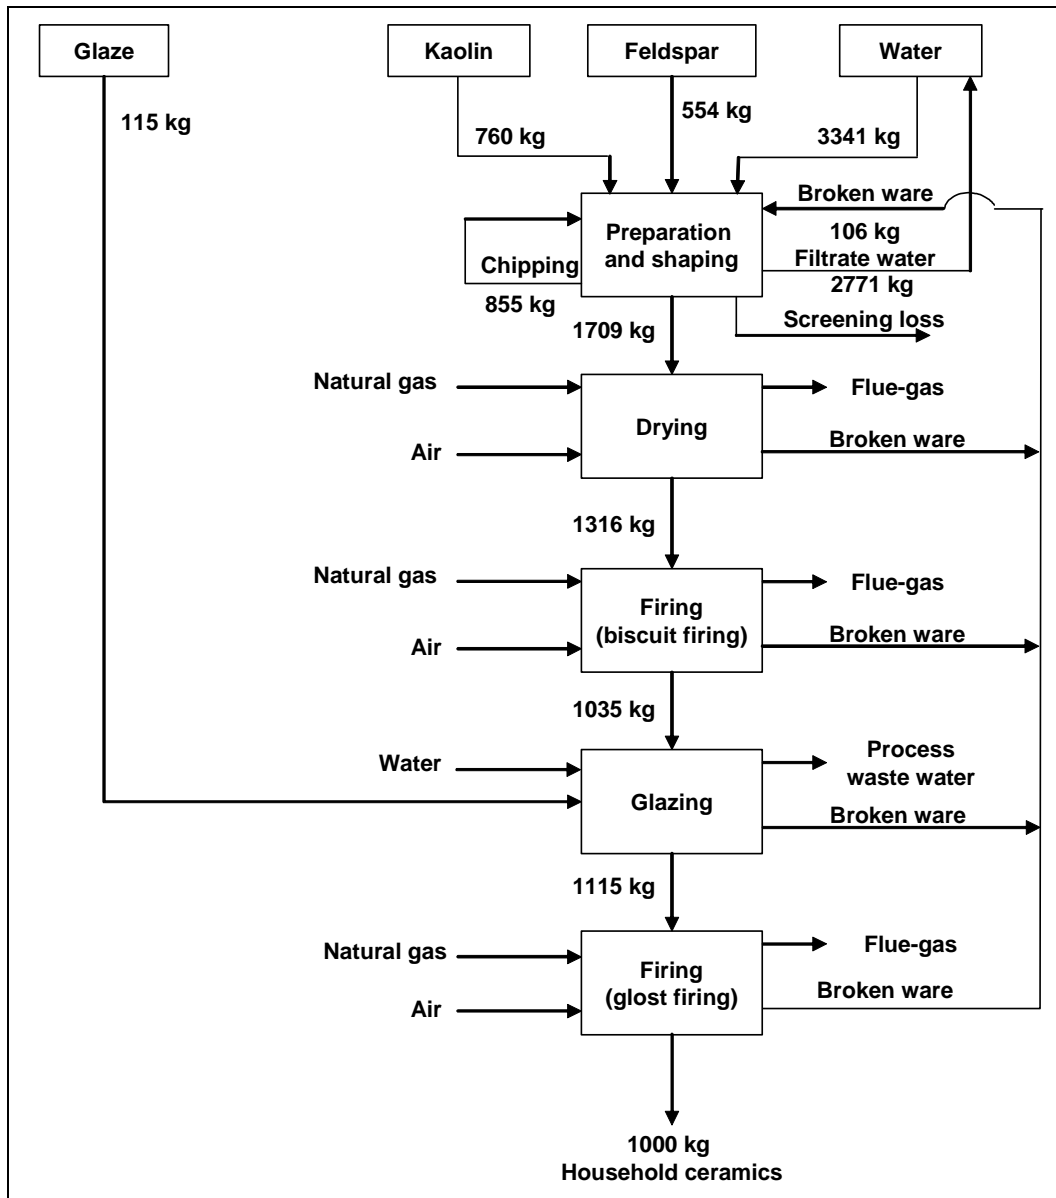 Glaze
Kaolin
Feldspar
Water
115 kg
760 kg
554 kg
3341 kg
Broken ware
106 kg
Preparation
and shaping
Chipping
855 kg
Filtrate water
2771 kg
Screening loss
1709 kg
Natural gas
Flue-gas
Drying
Air
Broken ware
1316 kg
Natural gas
Flue-gas
Firing
(biscuit firing)
Air
Broken ware
1035 kg
Water
Process
waste water
Glazing
Broken ware
1115 kg
Natural gas
Flue-gas
Firing
(glost firing)
Air
Broken ware
1000 kg
Household ceramics